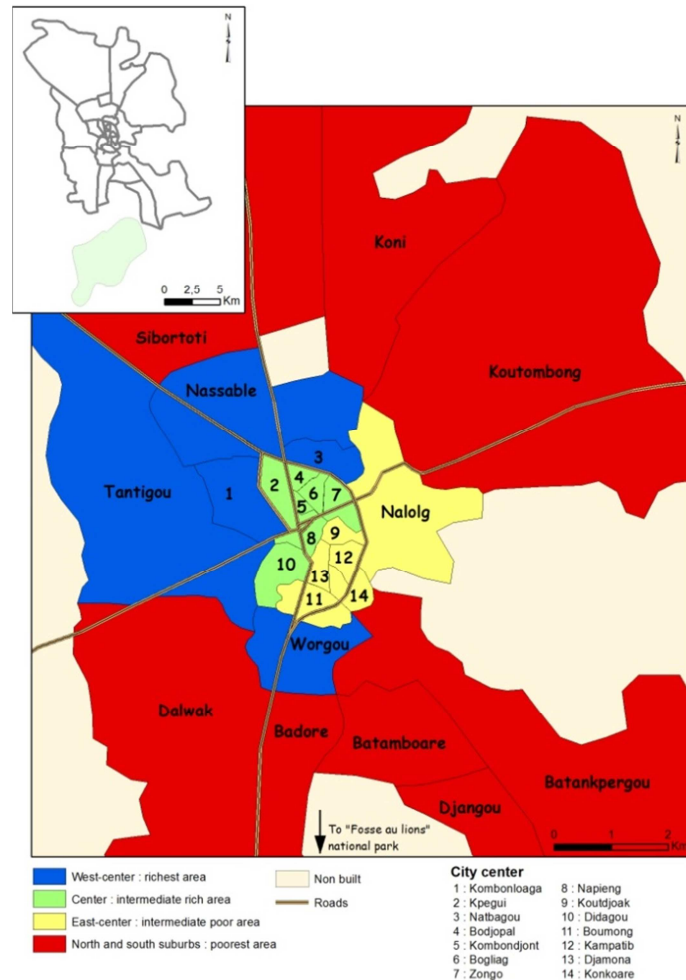 N
0 2,5 5
Km
N
Koni
Sibortoti
Koutombong
Nassable
3
Tantigou
1
2
4
6
7
5
Nalolg
8
9
10
12
13
11
14
Worgou
Dalwak
Badore
Batamboare
Batankpergou
Djangou
To "Fosse au lions"
national park
0 1 2
Km
West-center : richest area
Center : intermediate rich area
East-center : intermediate poor area
North and south suburbs : poorest area
Non built
Roads
City center
1 : Kombonloaga 8 : Napieng
2 : Kpegui 9 : Koutdjoak
3 : Natbagou 10 : Didagou
4 : Bodjopal 11 : Boumong
5 : Kombondjont 12 : Kampatib
6 : Bogliag 13 : Djamona
7 : Zongo 14 : Konkoare